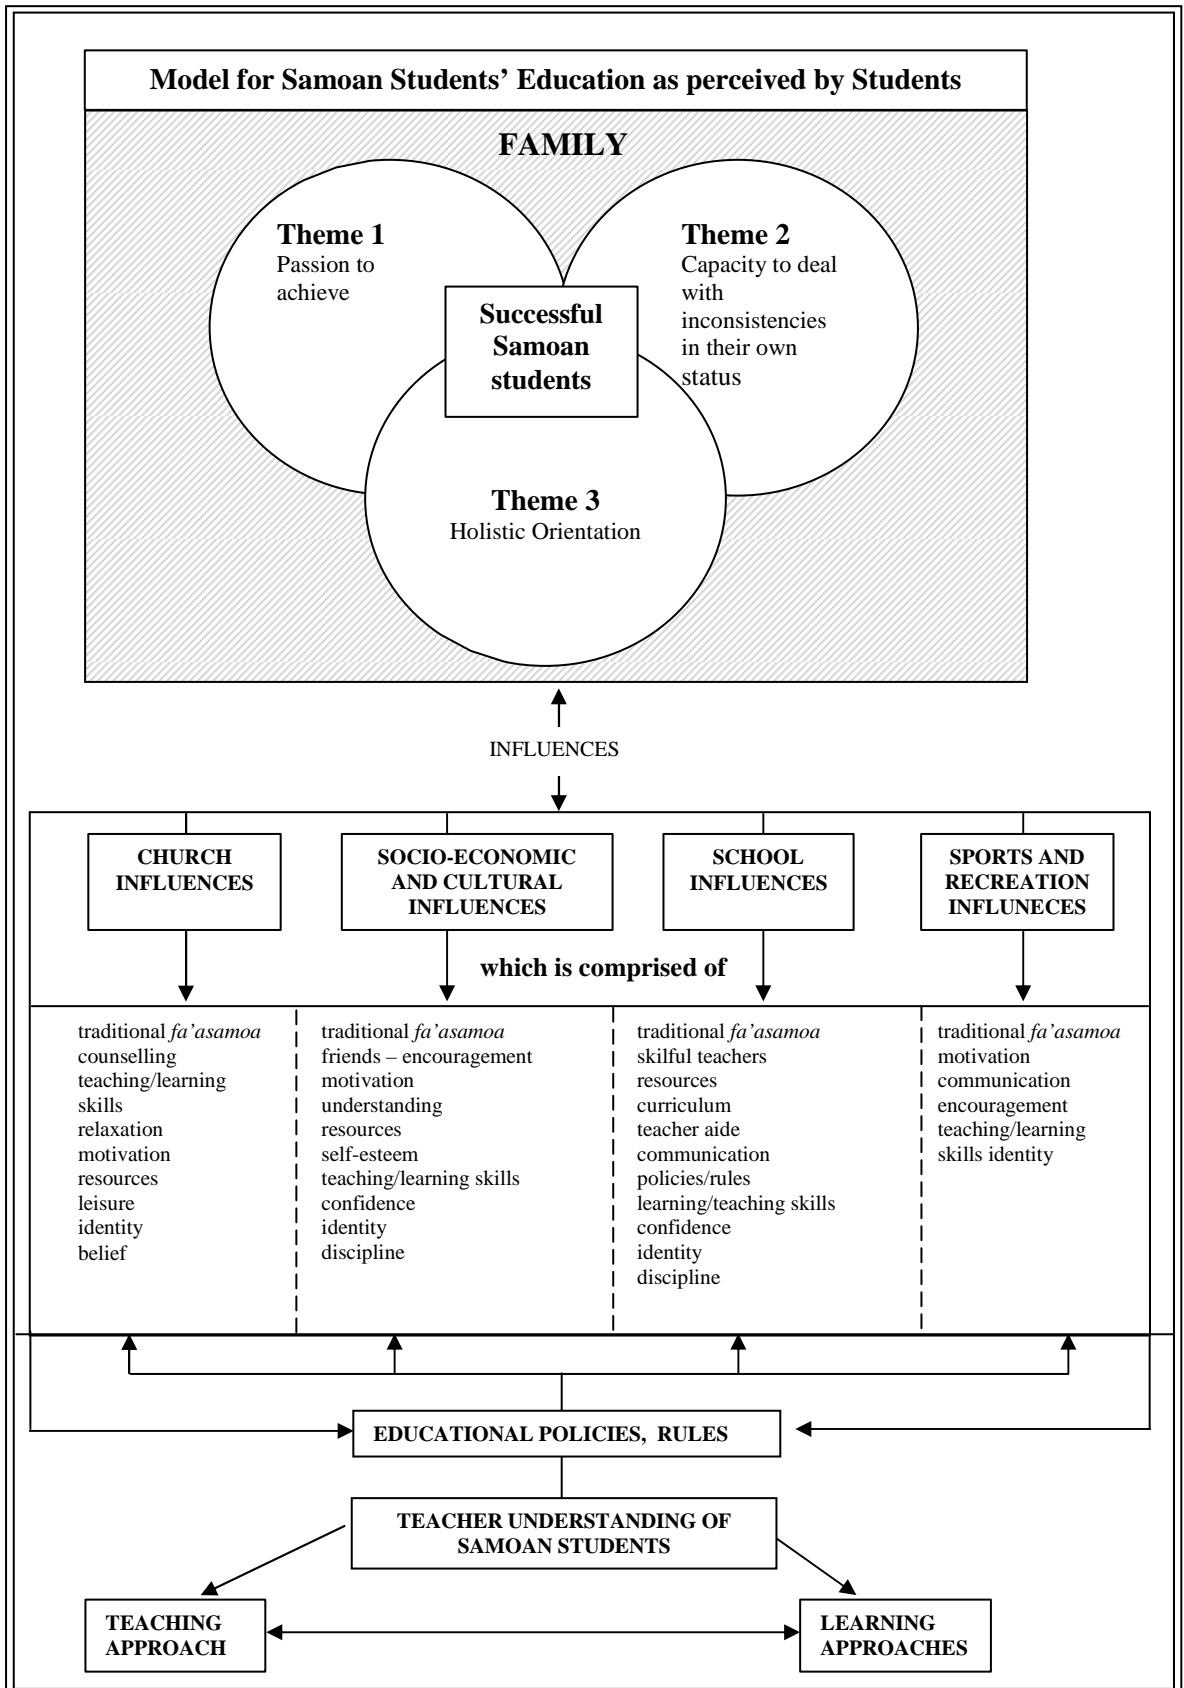 Model for Samoan Students’ Education as perceived by Students
FAMILY
Theme 1
Passion to
achieve
Theme 2
Capacity to deal
with
inconsistencies
in their own
status
Successful
Samoan
students
Theme 3
Holistic Orientation
INFLUENCES
CHURCH
INFLUENCES
SOCIO-ECONOMIC
AND CULTURAL
INFLUENCES
SCHOOL
INFLUENCES
SPORTS AND
RECREATION
INFLUNECES
which is comprised of
traditional fa’asamoa
counselling
teaching/learning
skills
relaxation
motivation
resources
leisure
identity
belief
traditional fa’asamoa
friends – encouragement
motivation
understanding
resources
self-esteem
teaching/learning skills
confidence
identity
discipline
traditional fa’asamoa
skilful teachers
resources
curriculum
teacher aide
communication
policies/rules
learning/teaching skills
confidence
identity
discipline
traditional fa’asamoa
motivation
communication
encouragement
teaching/learning
skills identity
EDUCATIONAL POLICIES, RULES
TEACHER UNDERSTANDING OF
SAMOAN STUDENTS
TEACHING
APPROACH
LEARNING
APPROACHES